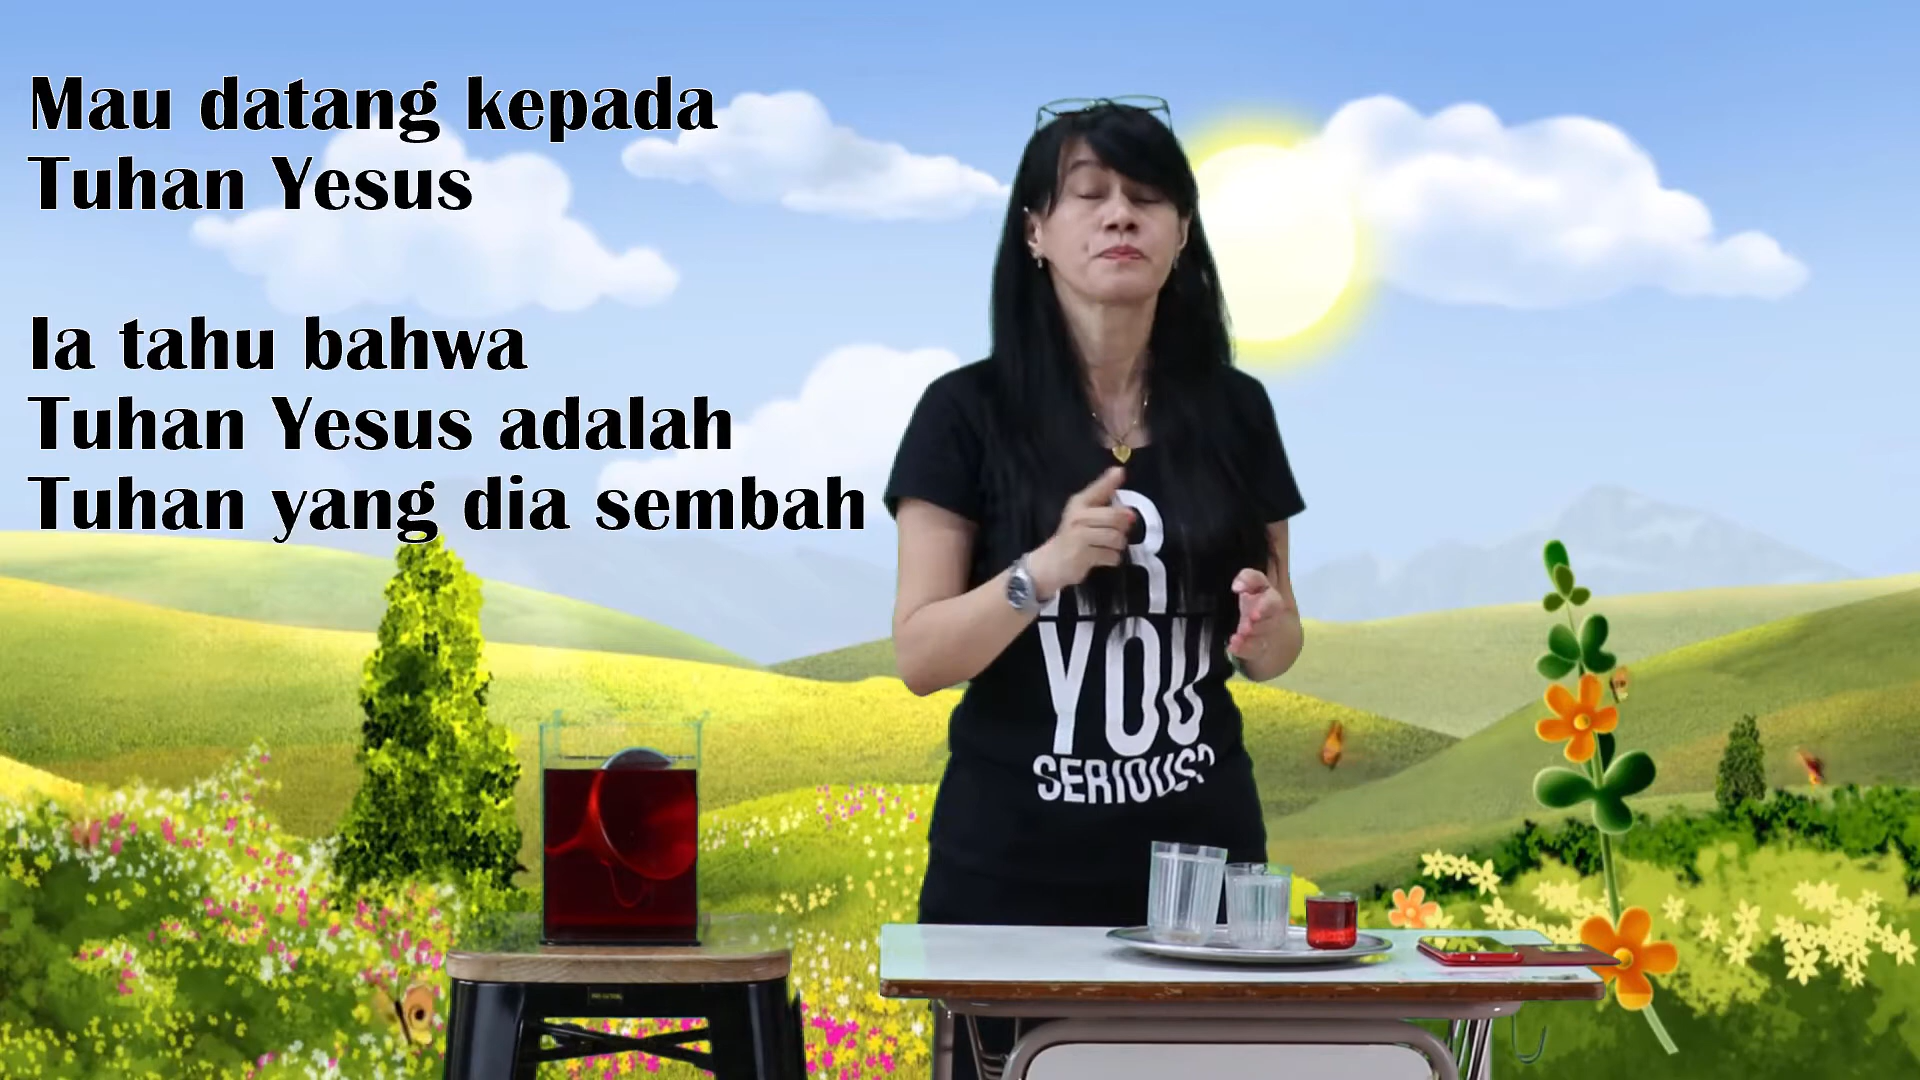 Mau datang kepada
Tuhan Yesus
Ia tahu bahwa
Tuhan Yesus adalah
Tuhan yang dia sembah
R
YOU
SERIOUS?